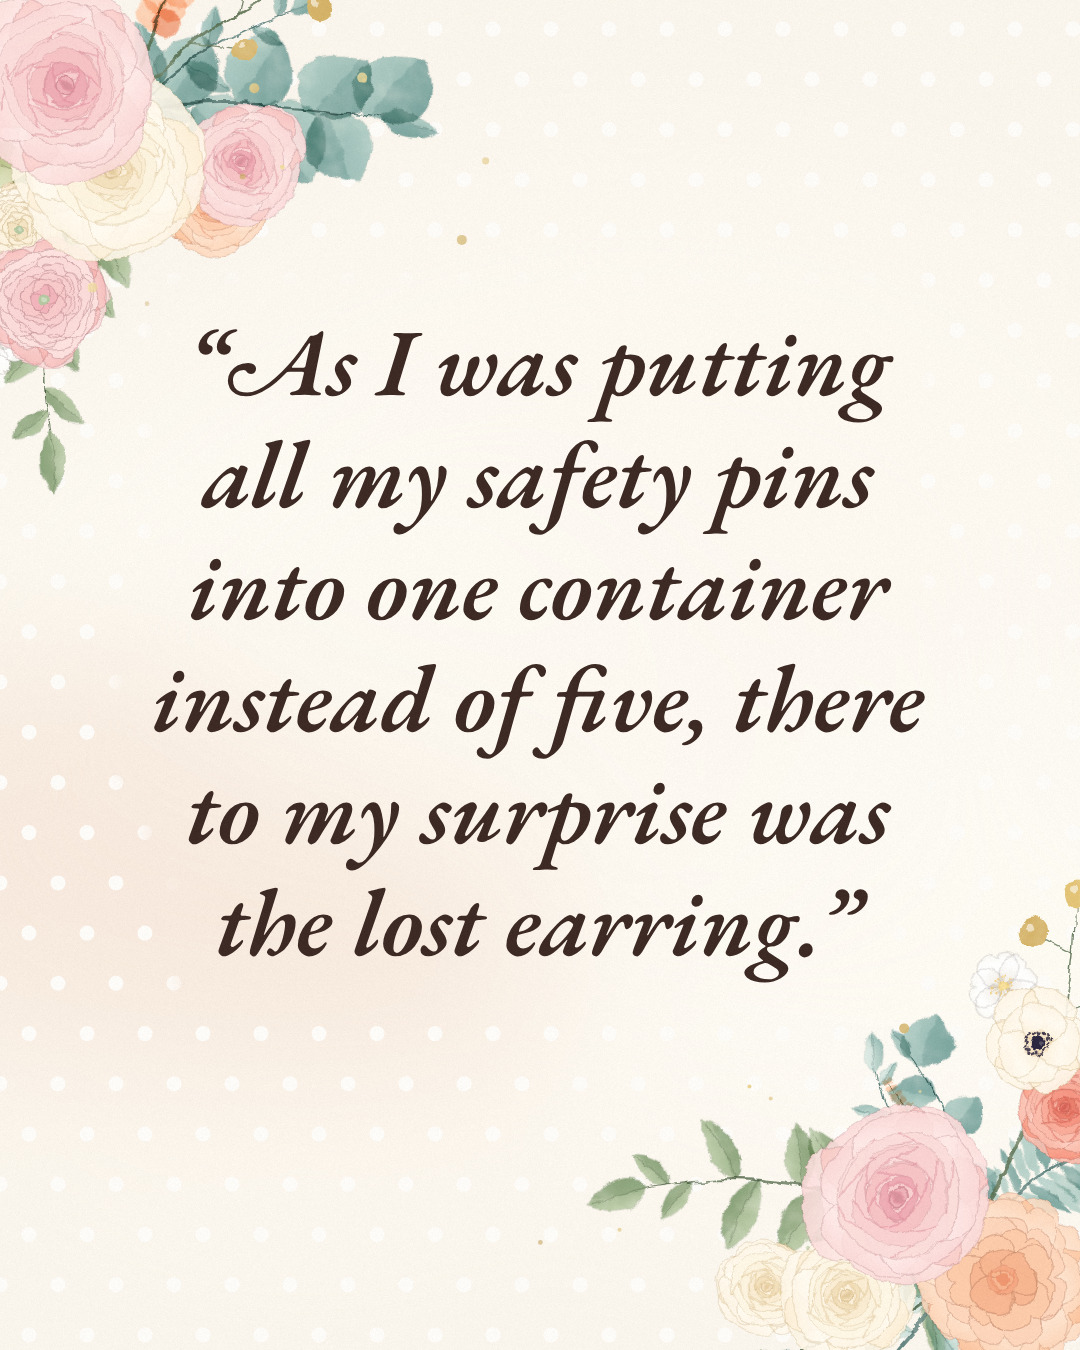 “As I was putting
all my safety pins
into one container
instead of five, there
to my surprise was
the lost earring.”